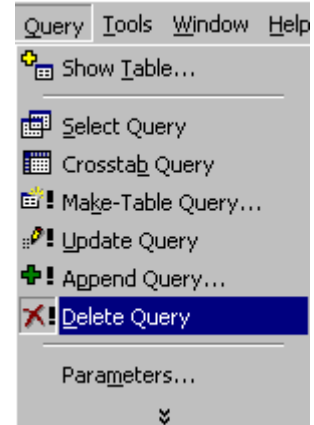 Query Tools Window Help
Show Table...
Select Query
Crosstab Query
Make-Table Query...
Update Query
Append Query...
Delete Query
Parameters...